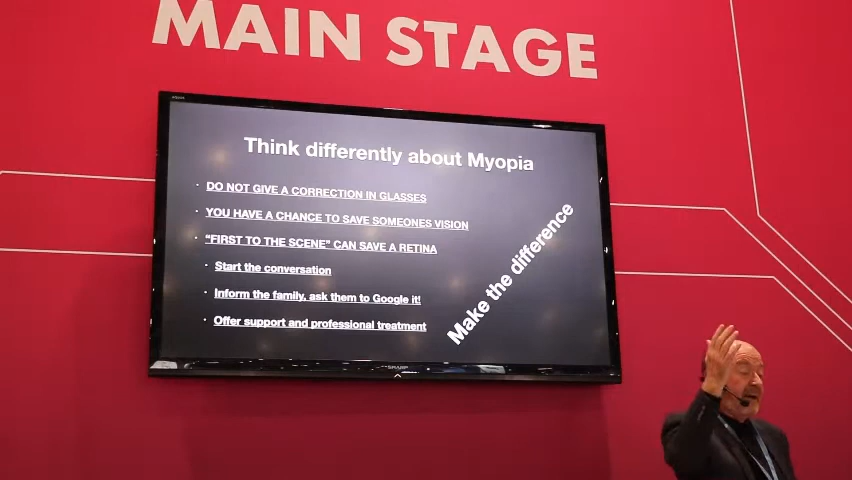 MAIN STAGE
Think differently about Myopia
· DO NOT GIVE A CORRECTION IN GLASSES
· YOU HAVE A CHANCE TO SAVE SOMEONES VISION
· "FIRST TO THE SCENE" CAN SAVE A RETINA
· Start the conversation
· Inform the family, ask them to Google it!
· Offer support and professional treatment
Make the difference
SHARP